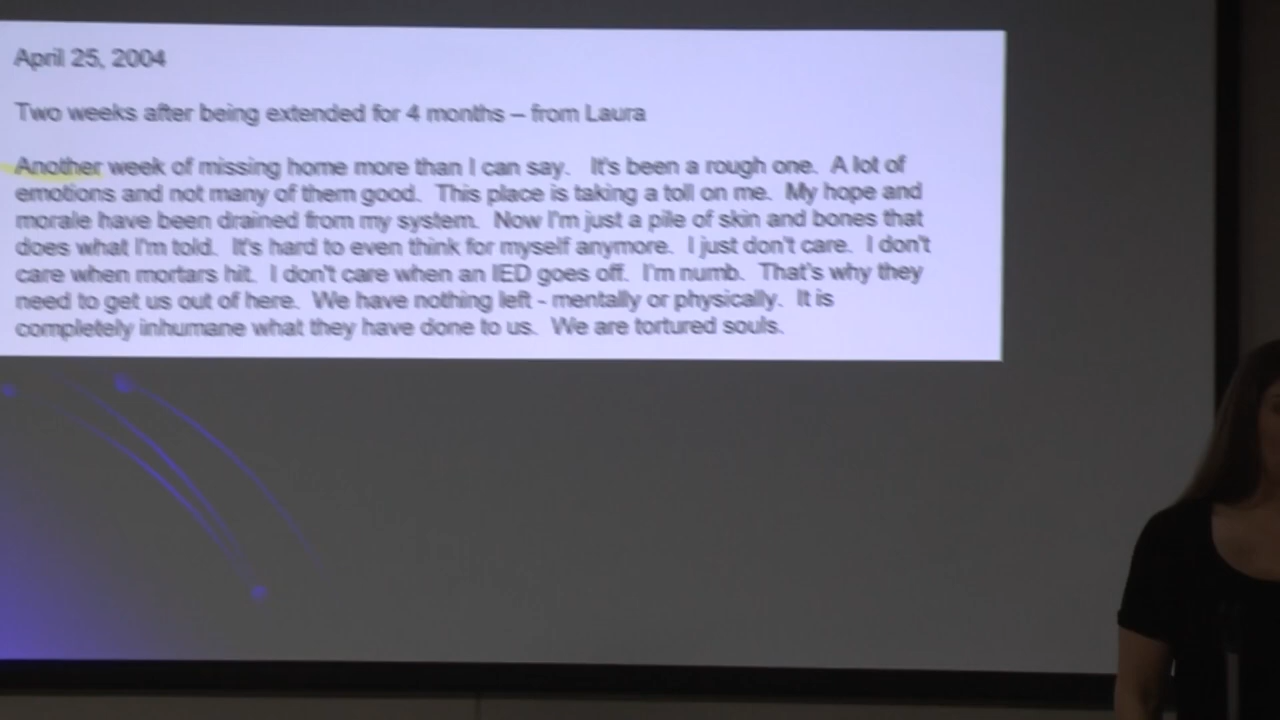 April 25, 2004
Two weeks after being extended for 4 months – from Laura
Another week of missing home more than I can say. It's been a rough one. A lot of
emotions and not many of them good. This place is taking a toll on me. My hope and
morale have been drained from my system. Now I'm just a pile of skin and bones that
does what I'm told. It's hard to even think for myself anymore. I just don't care. I don't
care when mortars hit. I don't care when an IED goes off. I'm numb. That's why they
need to get us out of here. We have nothing left - mentally or physically. It is
completely inhumane what they have done to us. We are tortured souls.